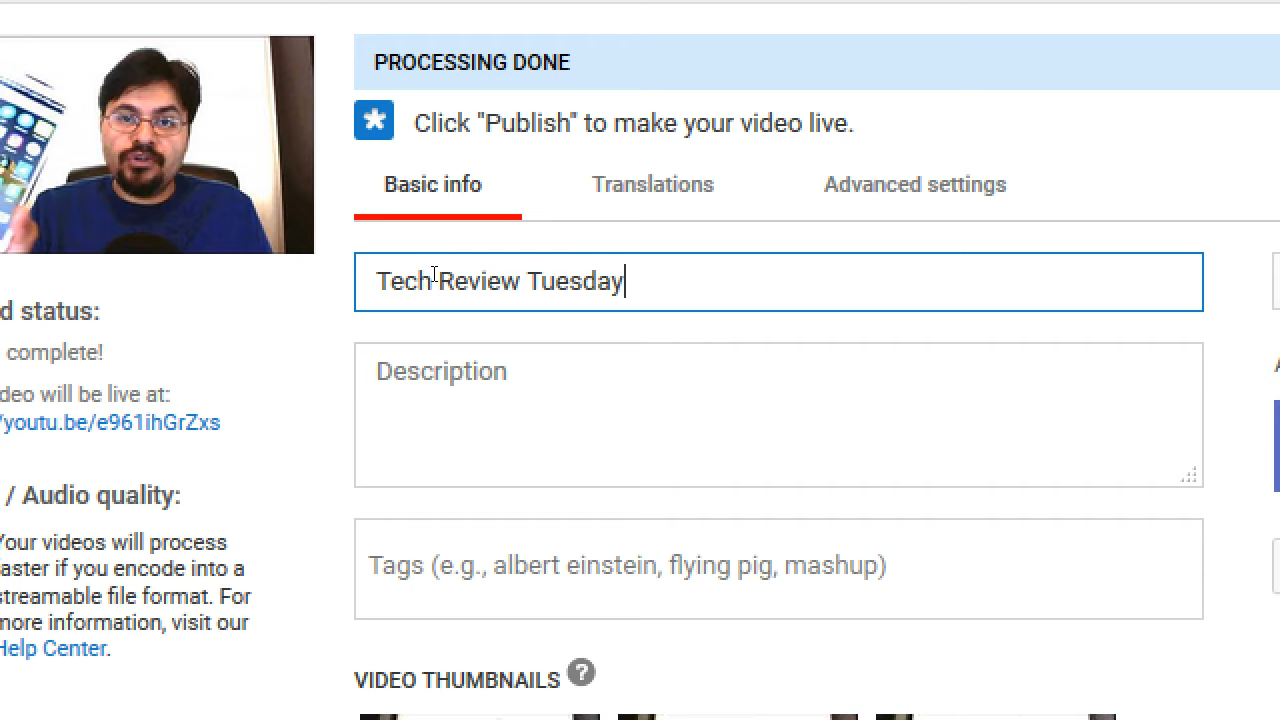 PROCESSING DONE
Click "Publish" to make your video live.
Basic info
Translations
Advanced settings
Tech Review Tuesday
Description
Tags (e.g., albert einstein, flying pig, mashup)
VIDEO THUMBNAILS ?
d status:
complete!
deo will be live at:
/youtu.be/e961ihGrZxs
/ Audio quality:
Your videos will process
aster if you encode into a
streamable file format. For
more information, visit our
Help Center.